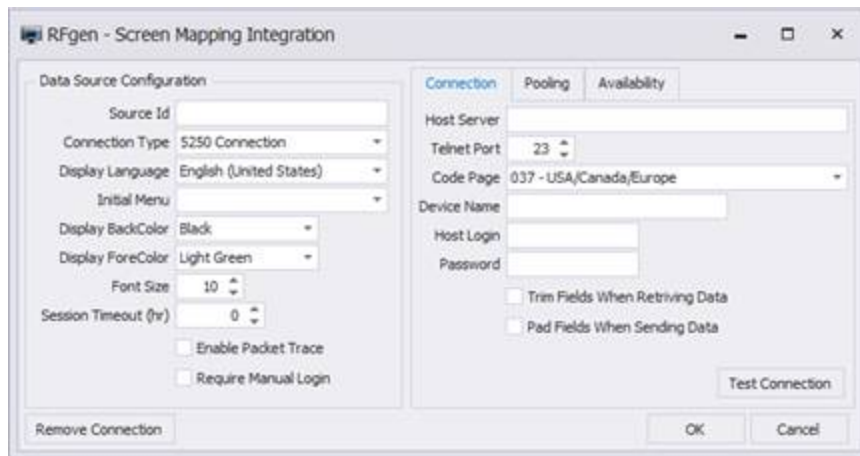 RFgen - Screen Mapping Integration
Data Source Configuration
Source Id
Connection Type 5250 Connection
Display Language English (United States)
Initial Menu
Display BackColor Black
Display ForeColor Light Green
Font Size 10
Session Timeout (hr) 0
Enable Packet Trace
Require Manual Login
Remove Connection
Connection Pooling Availability
Host Server
Telnet Port 23
Code Page 037 - USA/Canada/Europe
Device Name
Host Login
Password
Trim Fields When Retriving Data
Pad Fields When Sending Data
Test Connection
OK Cancel